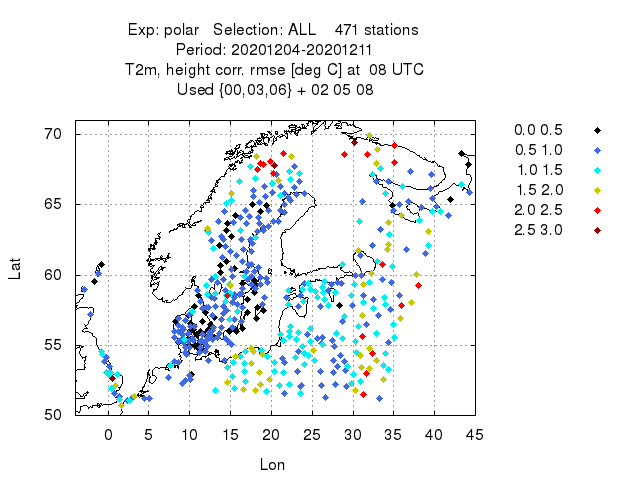 Exp: polar Selection: ALL 471 stations
Period: 20201204-20201211
T2m, height corr. rmse [deg C] at 08 UTC
Used {00,03,06} + 02 05 08
70
65
60
55
50
Lat
0 5 10 15 20 25 30 35 40 45
Lon
0.0 0.5
0.5 1.0
1.0 1.5
1.5 2.0
2.0 2.5
2.5 3.0